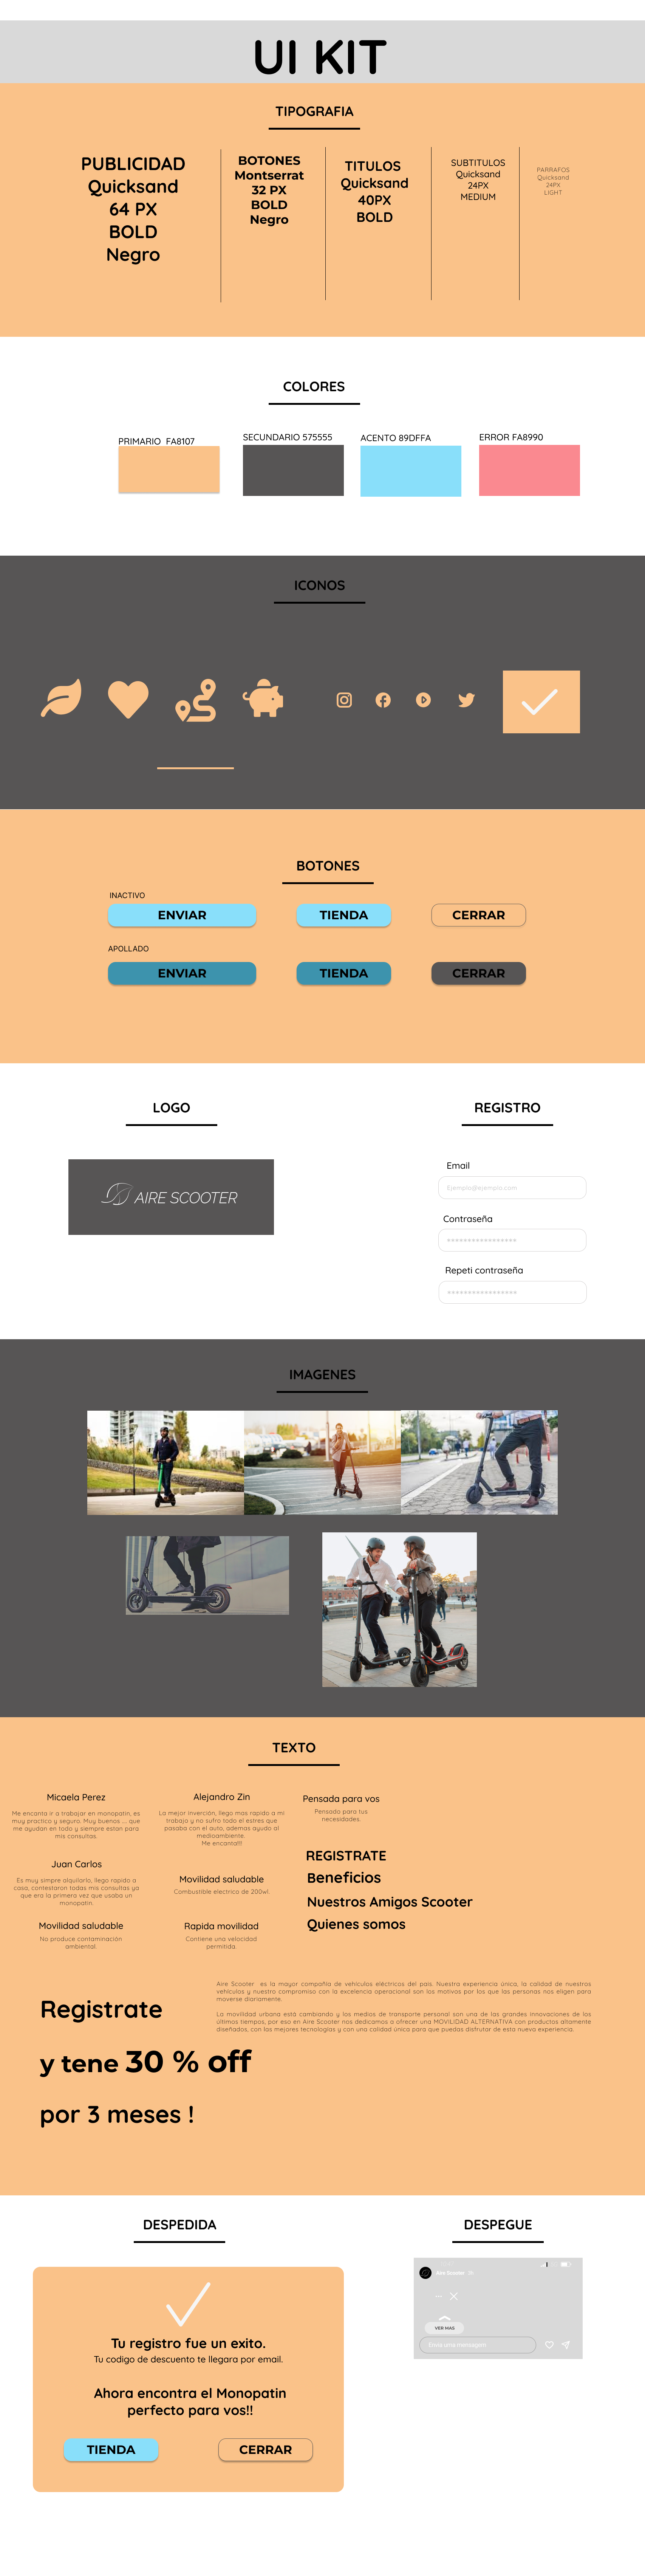 UI KIT
TIPOGRAFIA
PUBLICIDAD
Quicksand
64 PX
BOLD
Negro
BOTONES
Montserrat
32 PX
BOLD
Negro
TITULOS
Quicksand
40PX
BOLD
SUBTITULOS
Quicksand
24PX
MEDIUM
PARRAFOS
Quicksand
24PX
LIGHT
COLORES
PRIMARIO FA8107
SECUNDARIO 575555
ACENTO 89DFFA
ERROR FA8990
ICONOS
BOTONES
INACTIVO
ENVIAR
TIENDA
CERRAR
APOLLADO
ENVIAR
TIENDA
CERRAR
LOGO
AIRE SCOOTER
REGISTRO
Email
Ejemplo@ejemplo.com
Contraseña
****************
Repeti contraseña
****************
IMAGENES
TEXTO
Micaela Perez
Me encanta ir a trabajar en monopatin, es
muy practico y seguro. Muy buenos .... que
me ayudan en todo y siempre estan para
mis consultas.
Alejandro Zin
La mejor inverción, llego mas rapido a mi
trabajo y no sufro todo el estres que
pasaba con el auto, ademas ayudo al
medioambiente.
Me encanta!!!
Pensada para vos
Pensado para tus
necesidades.
Juan Carlos
Es muy simpre alquilarlo, llego rapido a
casa, contestaron todas mis consultas ya
que era la primera vez que usaba un
monopatin.
Movilidad saludable
Combustible electrico de 200wl.
REGISTRATE
Beneficios
Nuestros Amigos Scooter
Quienes somos
Movilidad saludable
No produce contaminación
ambiental.
Rapida movilidad
Contiene una velocidad
permitida.
Aire Scooter es la mayor compañía de vehículos eléctricos del pais. Nuestra experiencia única, la calidad de nuestros
vehículos y nuestro compromiso con la excelencia operacional son los motivos por los que las personas nos eligen para
moverse diariamente.
La movilidad urbana está cambiando y los medios de transporte personal son una de las grandes innovaciones de los
últimos tiempos, por eso en Aire Scooter nos dedicamos a ofrecer una MOVILIDAD ALTERNATIVA con productos altamente
diseñados, con las mejores tecnologías y con una calidad única para que puedas disfrutar de esta nueva experiencia.
Registrate
y tene 30 % off
por 3 meses !
DESPEDIDA
Tu registro fue un exito.
Tu codigo de descuento te llegara por email.
Ahora encontra el Monopatin
perfecto para vos!!
TIENDA
CERRAR
DESPEGUE
Aire Scooter
VER MAS